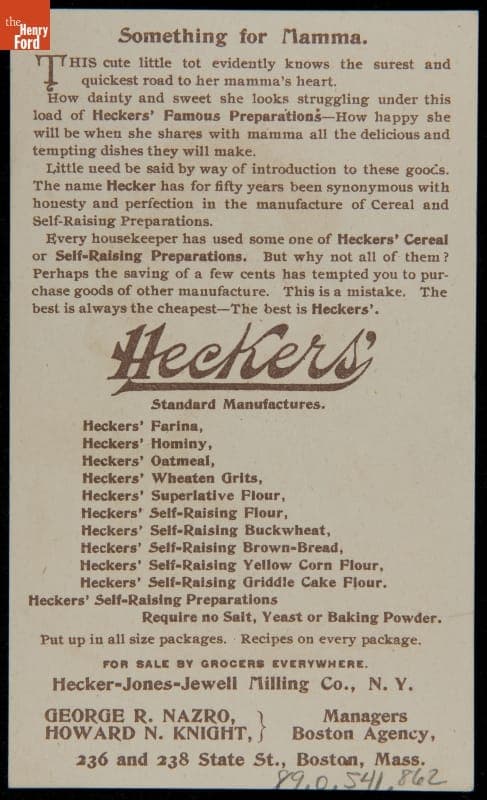 the
Henry
Ford
Something for Mamma.
THIS cute little tot evidently knows the surest and
quickest road to her mamma's heart.
How dainty and sweet she looks struggling under this
load of Heckers' Famous Preparations—How happy she
will be when she shares with mamma all the delicious and
tempting dishes they will make.
Little need be said by way of introduction to these goods.
The name Hecker has for fifty years been synonymous with
honesty and perfection in the manufacture of Cereal and
Self-Raising Preparations.
Every housekeeper has used some one of Heckers' Cereal
or Self-Raising Preparations. But why not all of them?
Perhaps the saving of a few cents has tempted you to pur-
chase goods of other manufacture. This is a mistake. The
best is always the cheapest—The best is Heckers'.
Heckers'
Standard Manufactures.
Heckers' Farina,
Heckers' Hominy,
Heckers' Oatmeal,
Heckers' Wheaten Grits,
Heckers' Superlative Flour,
Heckers' Self-Raising Flour,
Heckers' Self-Raising Buckwheat,
Heckers' Self-Raising Brown-Bread,
Heckers' Self-Raising Yellow Corn Flour,
Heckers' Self-Raising Griddle Cake Flour.
Heckers' Self-Raising Preparations
Require no Salt, Yeast or Baking Powder.
Put up in all size packages. Recipes on every package.
FOR SALE BY GROCERS EVERYWHERE.
Hecker-Jones-Jewell Milling Co., N. Y.
GEORGE R. NAZRO, } Managers
HOWARD N. KNIGHT, } Boston Agency,
236 and 238 State St., Boston, Mass.
89.0.541.862